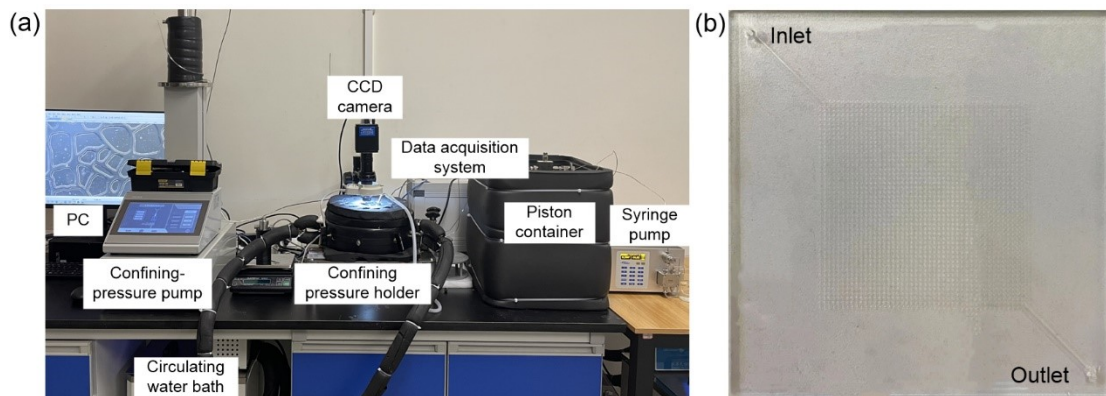 (a)
CCD
camera
Data acquisition
system
PC
Piston
container
Syringe
pump
Confining-
pressure pump
Confining
pressure holder
Circulating
water bath
(b)
Inlet
Outlet